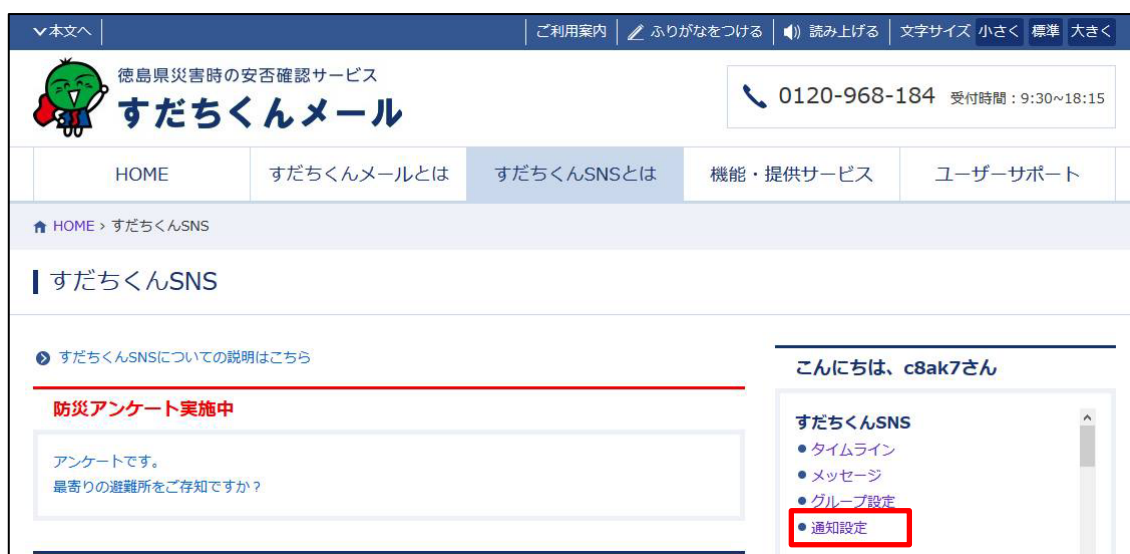 本文へ
ご利用案内 ふりがなをつける 読み上げる 文字サイズ 小さく 標準 大きく
徳島県災害時の安否確認サービス
すだちくんメール
0120-968-184 受付時間:9:30~18:15
HOME すだちくんメールとは すだちくんSNSとは 機能・提供サービス ユーザーサポート
HOME › すだちくんSNS
すだちくんSNS
すだちくんSNSについての説明はこちら
防災アンケート実施中
アンケートです。
最寄りの避難所をご存知ですか?
こんにちは、c8ak7さん
すだちくんSNS
タイムライン
メッセージ
グループ設定
通知設定